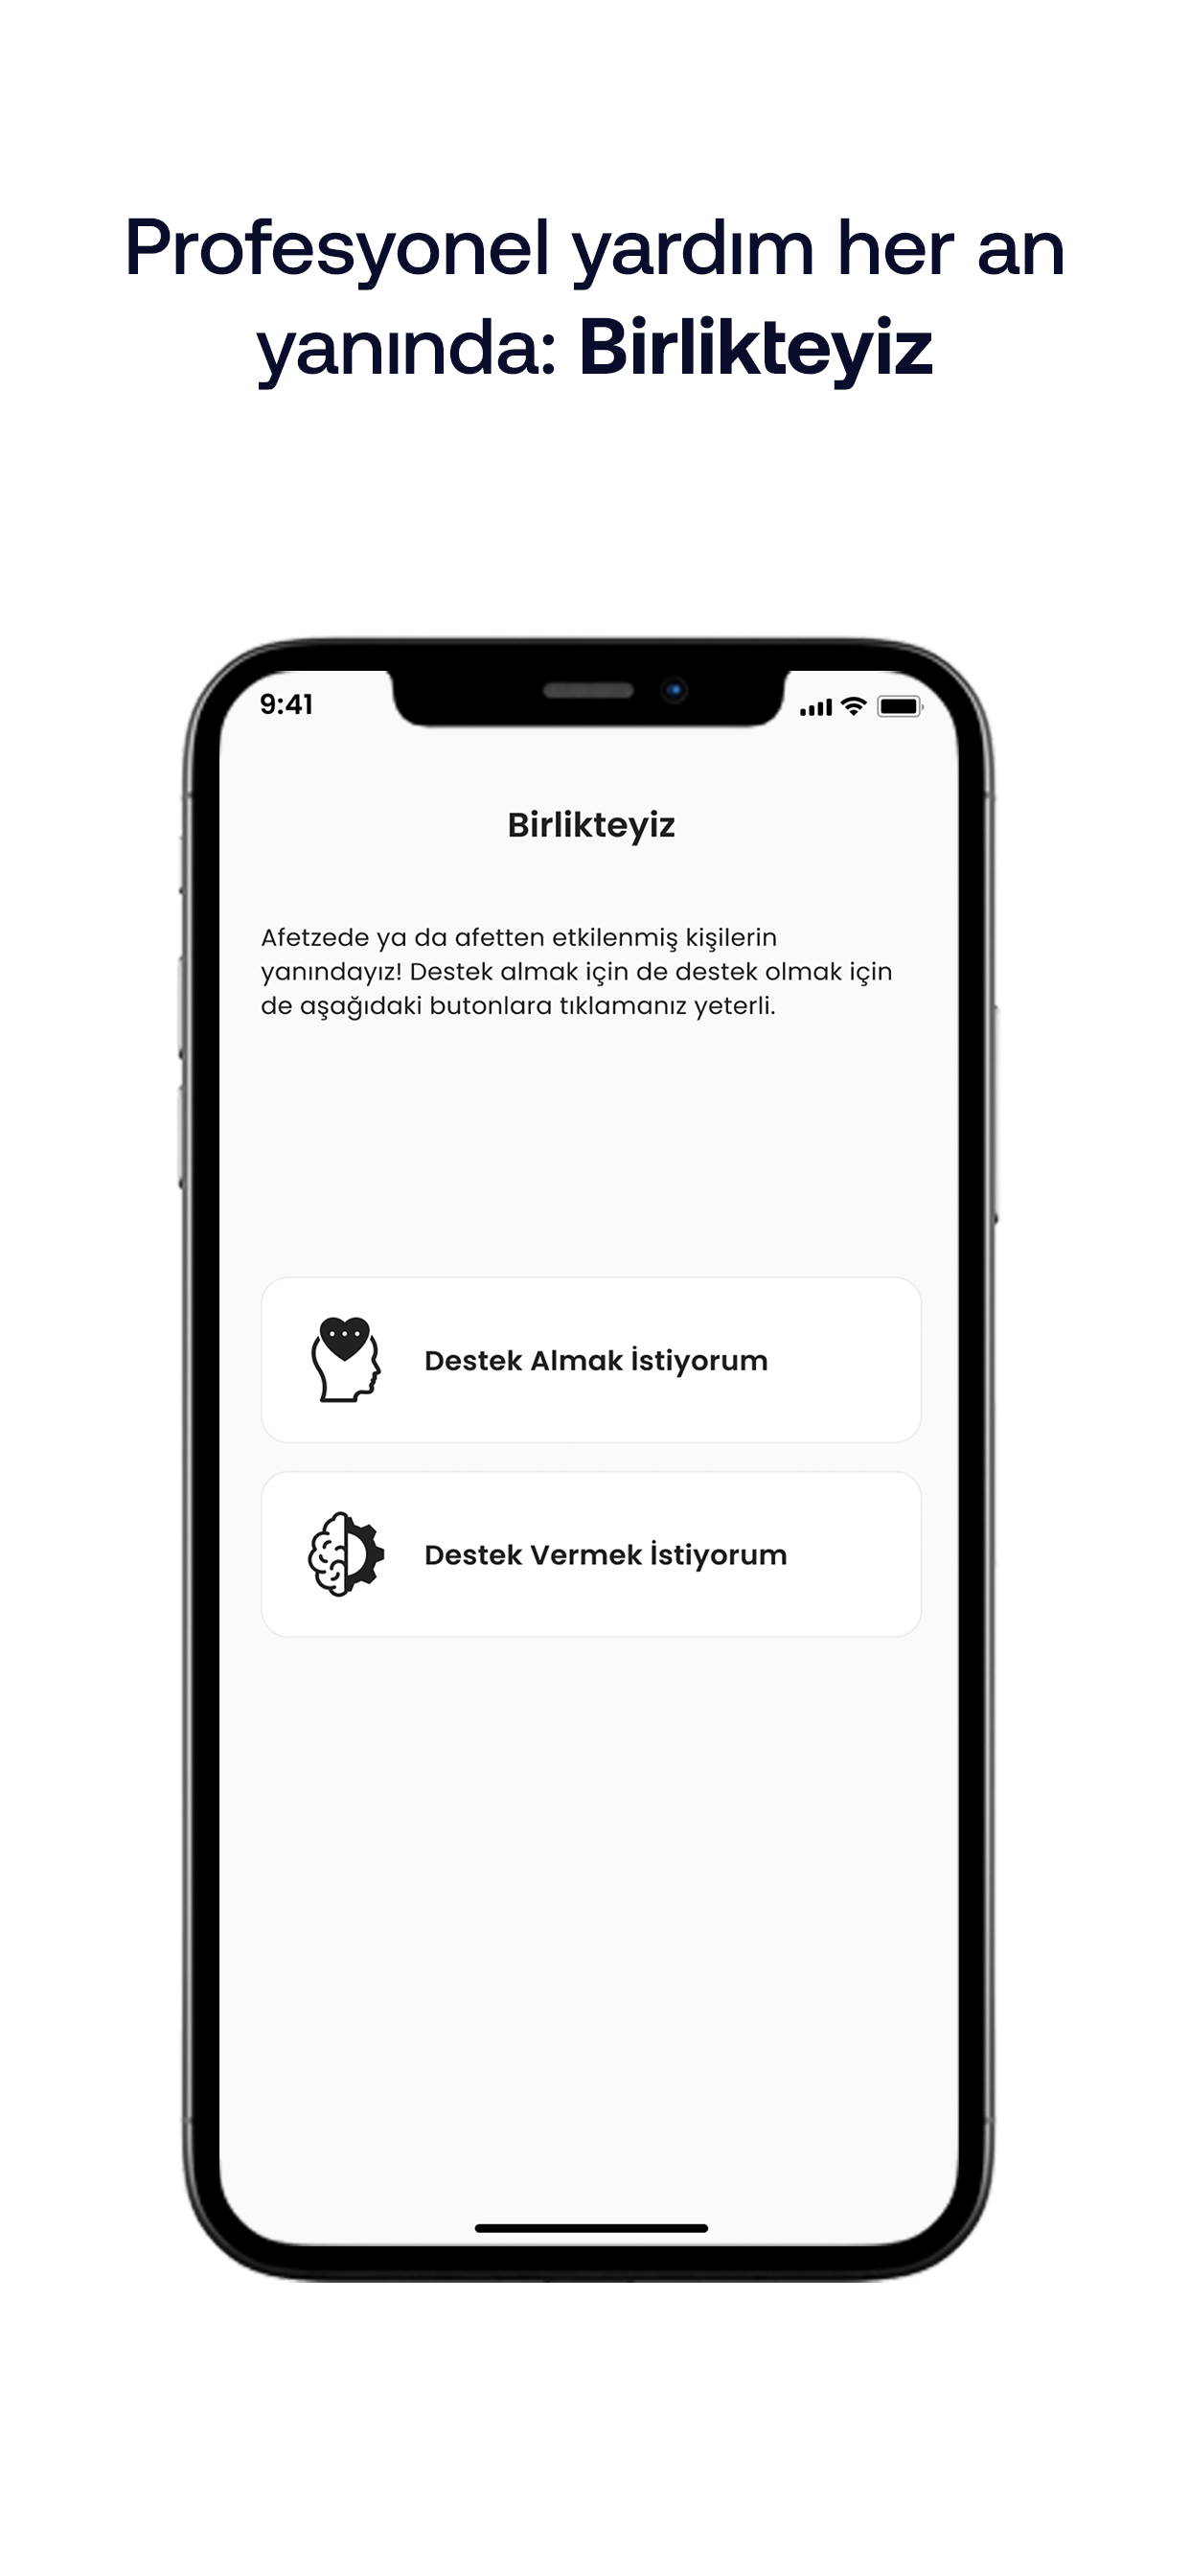 Profesyonel yardım her an
yanında: Birlikteyiz
9:41
Birlikteyiz
Afetzede ya da afetten etkilenmiş kişilerin
yanındayız! Destek almak için de destek olmak için
de aşağıdaki butonlara tıklamanız yeterli.
Destek Almak İstiyorum
Destek Vermek İstiyorum